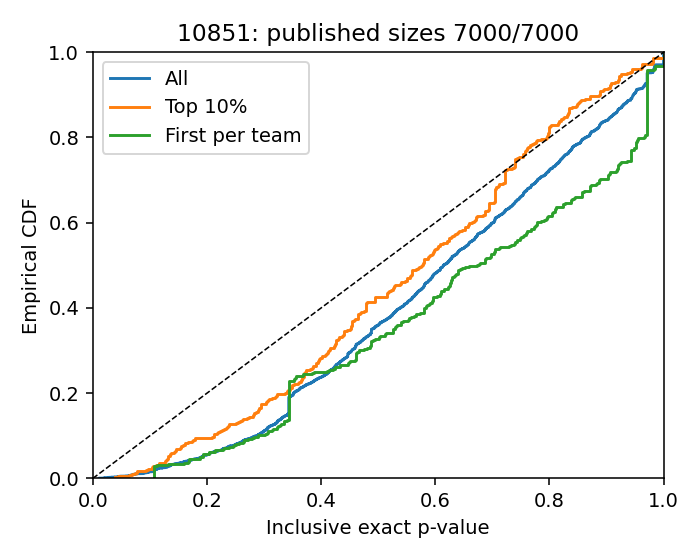 10851: published sizes 7000/7000
All
Top 10%
First per team
Empirical CDF
1.0
0.8
0.6
0.4
0.2
0.0
0.0 0.2 0.4 0.6 0.8 1.0
Inclusive exact p-value